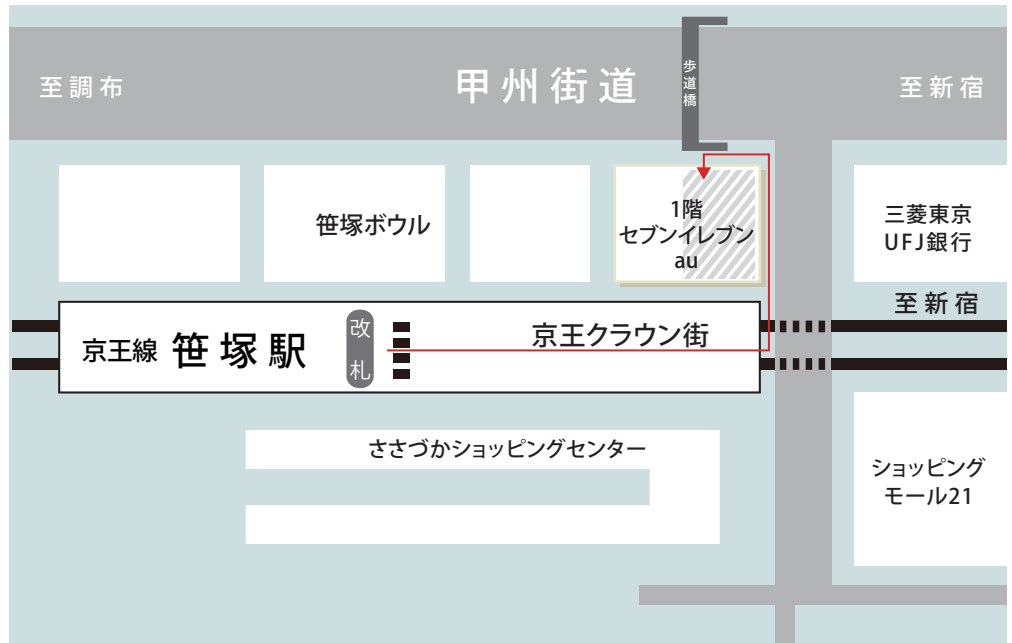 至調布
甲州街道
歩道橋
至新宿
笹塚ボウル
1階
セブンイレブン
au
三菱東京
UFJ銀行
至新宿
京王線 笹塚駅
改札
京王クラウン街
ささづかショッピングセンター
ショッピング
モール21